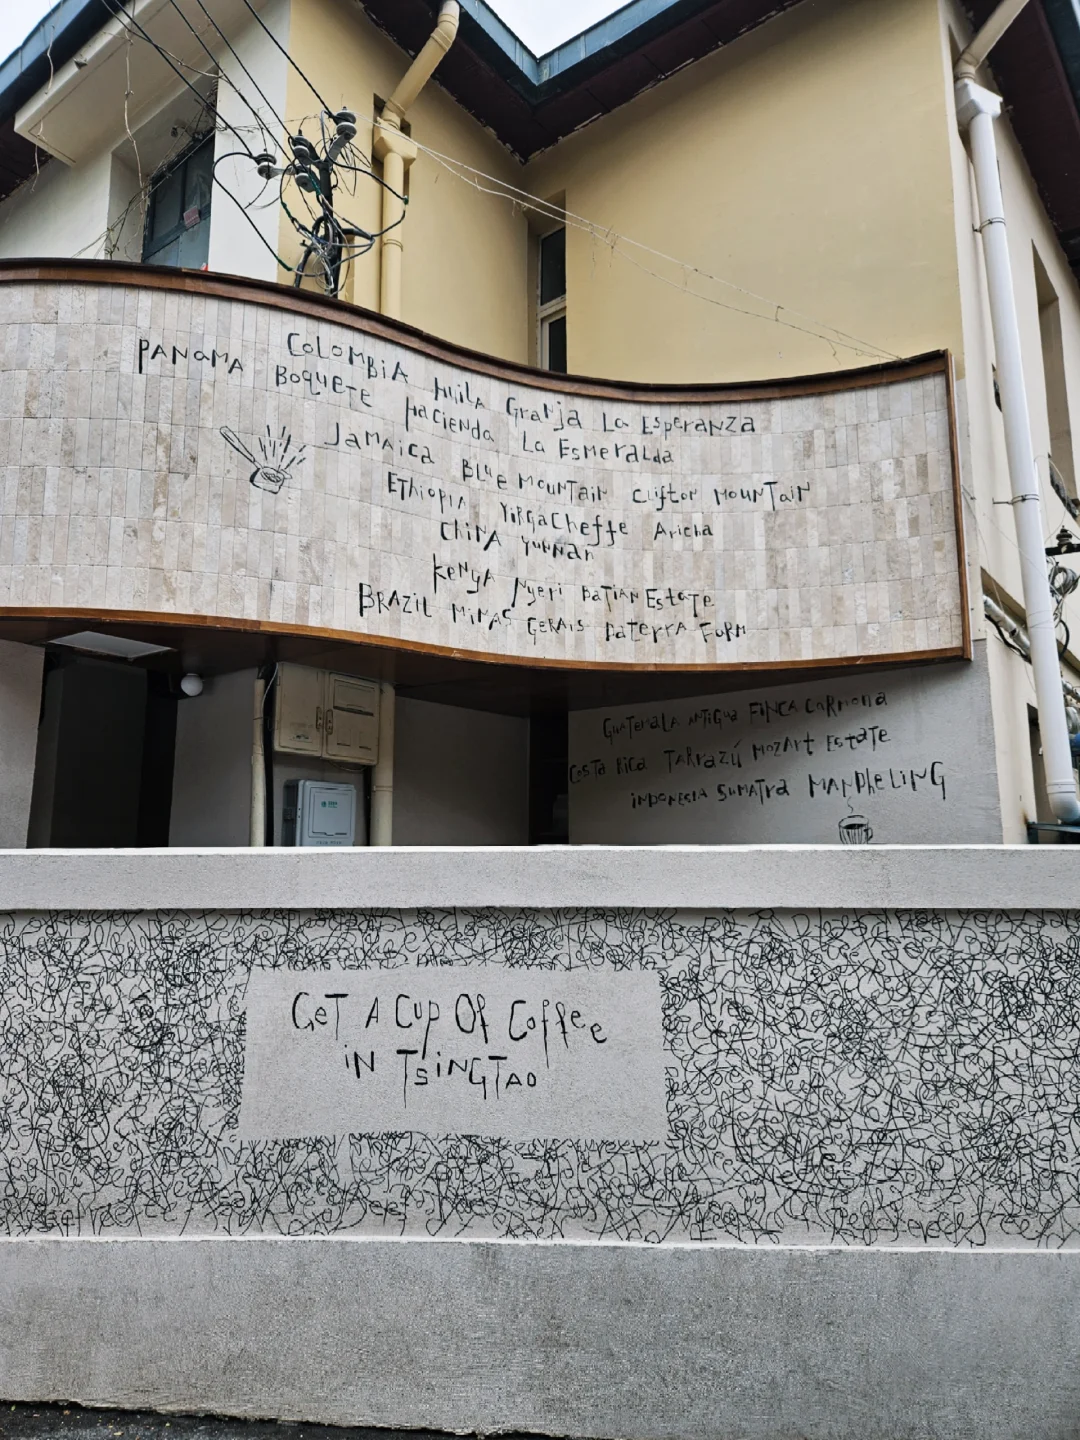 COLOMBIA HUILA GRANJA LA ESPERANZA
PANAMA BOQUETE HACIENDA LA ESMERALDA
JAMAICA BLUE MOUNTAIN CLIFTON MOUNTAIN
ETHIOPIA YIRGACHEFFE ARICHA
CHINA YUNNAN
KENYA NYERI BATIAN ESTATE
BRAZIL MINAS GERAIS DATERRA FURM
GUATEMALA ANTIGUA FINCA CARMONA
COSTA RICA TARRAZÚ MOZART ESTATE
INDONECIA SUMATRA MANDHELING
GET A CUP OF COFFEE
IN TSINGTAO